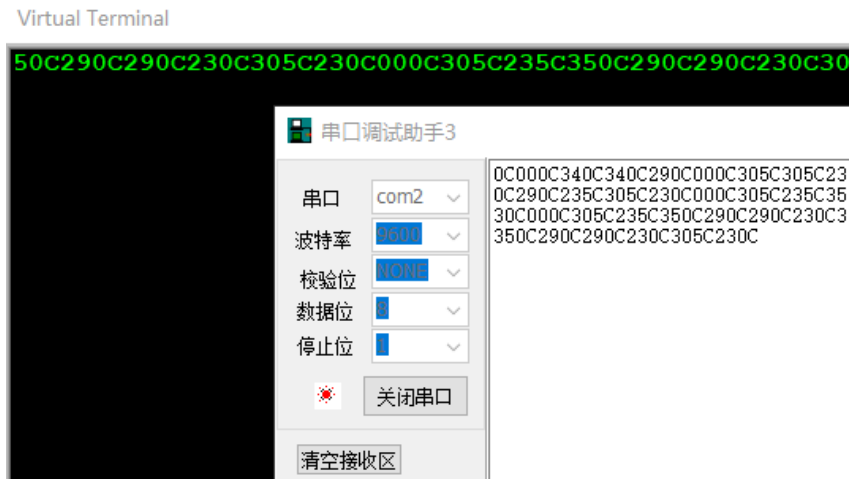 Virtual Terminal
50C290C290C230C305C230C000C305C235C350C290C290C230C30
串口调试助手3
串口 com2
波特率 9600
校验位 NONE
数据位 8
停止位 1
关闭串口
清空接收区
0C000C340C340C290C000C305C305C23
0C290C235C305C230C000C305C235C35
30C000C305C235C350C290C290C230C3
350C290C290C230C305C230C